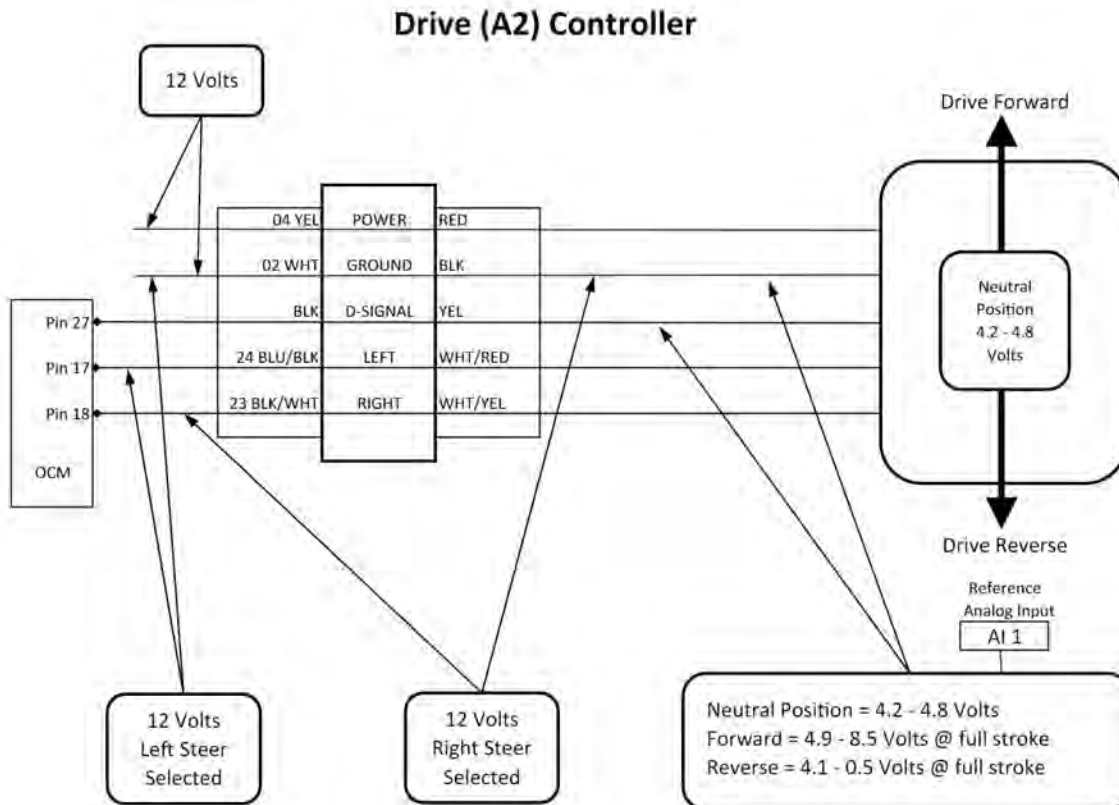 Drive (A2) Controller
12 Volts
Drive Forward
04 YEL POWER RED
02 WHT GROUND BLK
BLK D-SIGNAL YEL
24 BLU/BLK LEFT WHT/RED
23 BLK/WHT RIGHT WHT/YEL
Pin 27
Pin 17
Pin 18
OCM
Neutral
Position
4.2 - 4.8
Volts
Drive Reverse
Reference
Analog Input
AI 1
12 Volts
Left Steer
Selected
12 Volts
Right Steer
Selected
Neutral Position = 4.2 - 4.8 Volts
Forward = 4.9 - 8.5 Volts @ full stroke
Reverse = 4.1 - 0.5 Volts @ full stroke